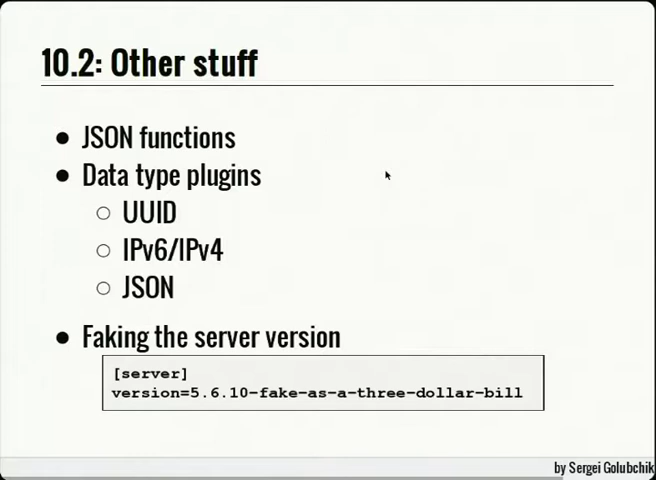 10.2: Other stuff
● JSON functions
● Data type plugins
○ UUID
○ IPv6/IPv4
○ JSON
● Faking the server version
[server]
version=5.6.10-fake-as-a-three-dollar-bill
by Sergei Golubchik